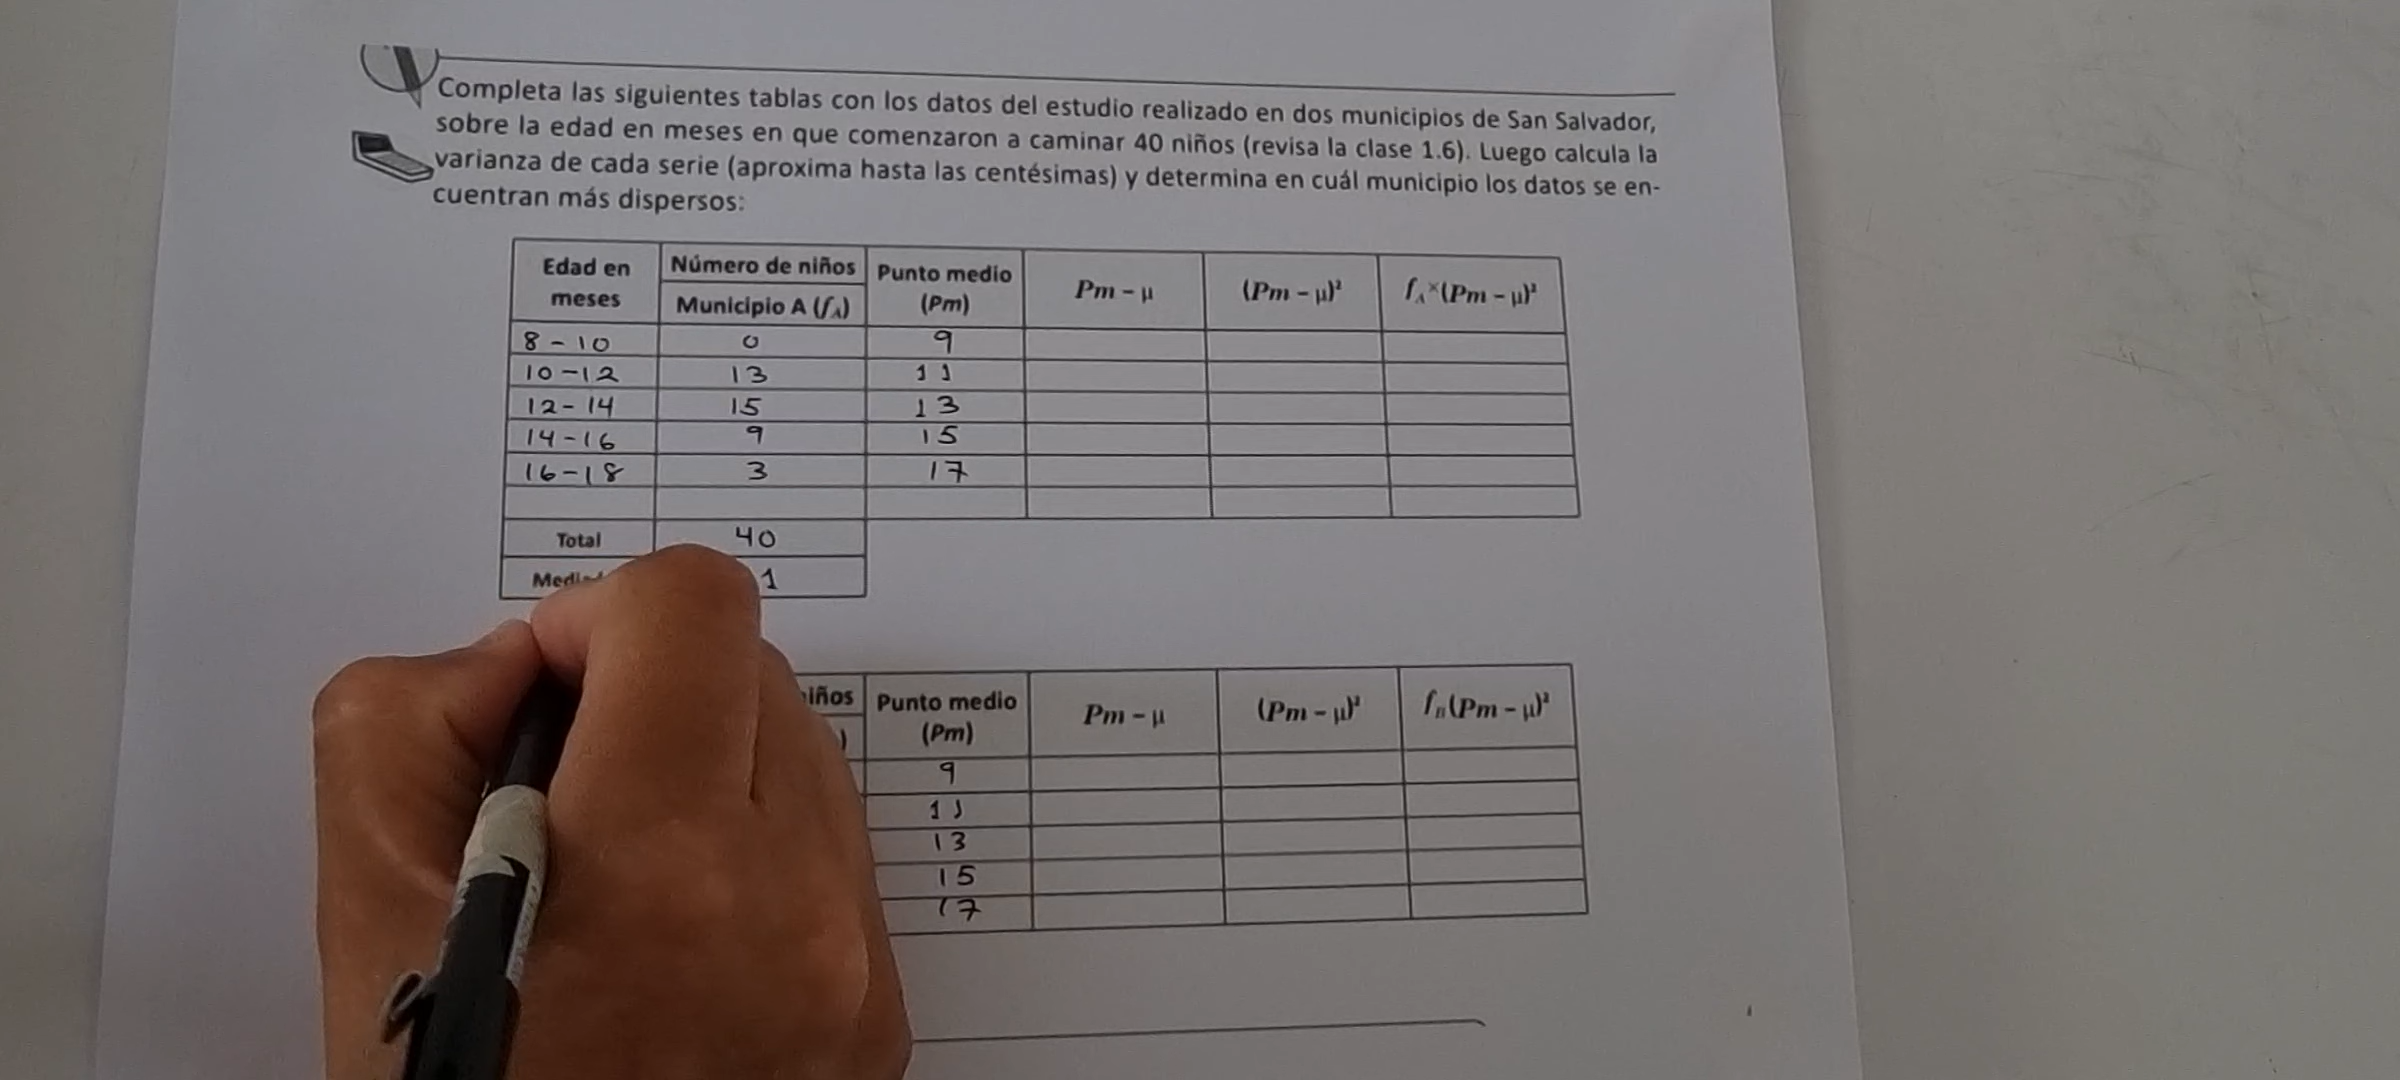 Completa las siguientes tablas con los datos del estudio realizado en dos municipios de San Salvador,
sobre la edad en meses en que comenzaron a caminar 40 niños (revisa la clase 1.6). Luego calcula la
varianza de cada serie (aproxima hasta las centésimas) y determina en cuál municipio los datos se en-
cuentran más dispersos:
Edad en meses Número de niños Municipio A (f_A) Punto medio (Pm) Pm – μ (Pm – μ)² f_A×(Pm – μ)²
8 - 10 0 9
10 - 12 13 11
12 - 14 15 13
14 - 16 9 15
16 - 18 3 17
Total 40
1
Punto medio (Pm) Pm – μ (Pm – μ)² f_B(Pm – μ)²
9
11
13
15
17